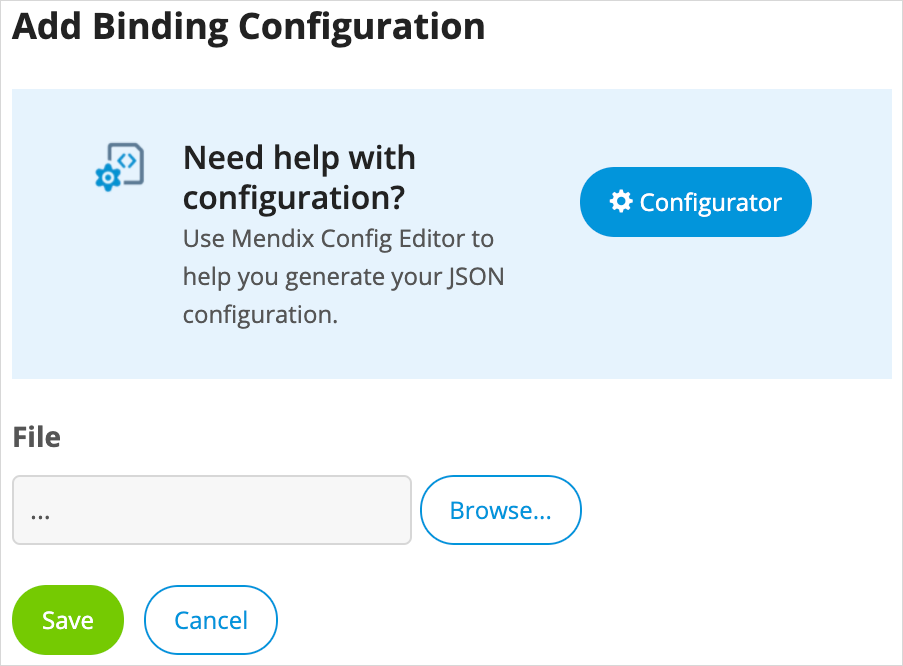 Add Binding Configuration
Need help with
configuration?
Use Mendix Config Editor to
help you generate your JSON
configuration.
Configurator
File
...
Browse...
Save
Cancel